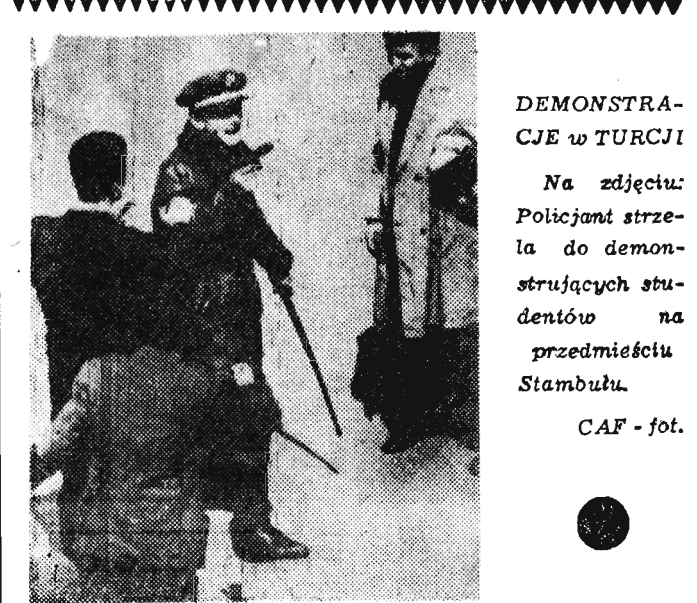 DEMONSTRA-
CJE w TURCJI
Na zdjęciu:
Policjant strze-
la do demon-
strujących stu-
dentów na
przedmieściu
Stambułu.
CAF - fot.